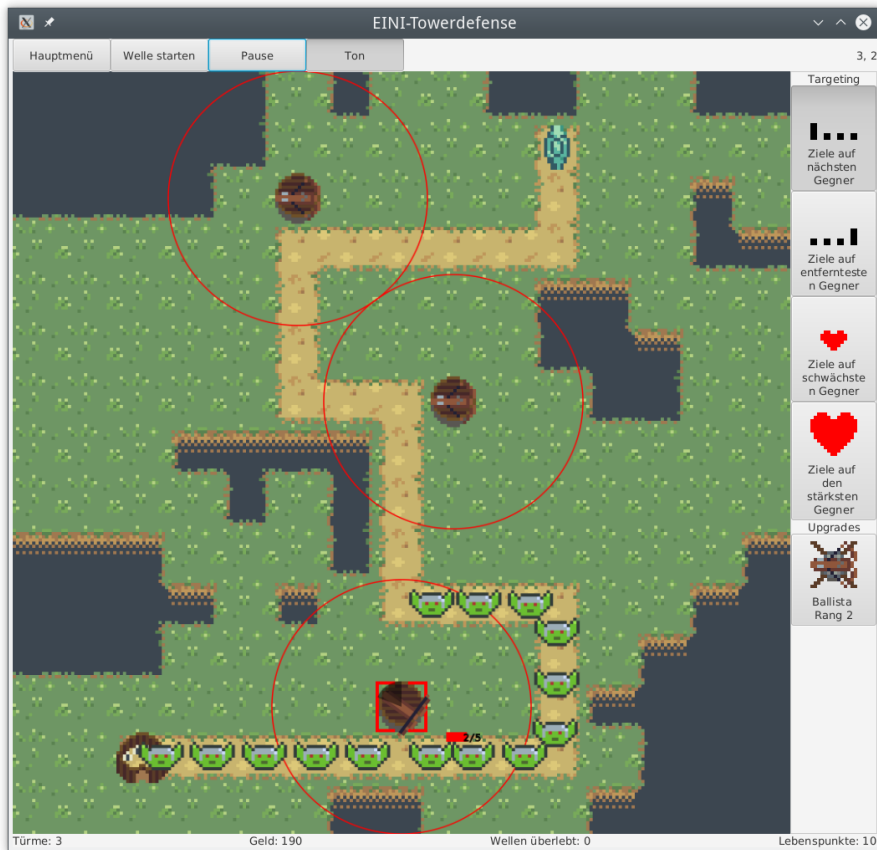 EINI-Towerdefense
Hauptmenü Welle starten Pause Ton 3, 2
Targeting
Ziele auf
nächsten
Gegner
Ziele auf
entfernteste
n Gegner
Ziele auf
schwächste
n Gegner
Ziele auf
den
stärksten
Gegner
Upgrades
Ballista
Rang 2
2/5
Türme: 3 Geld: 190 Wellen überlebt: 0 Lebenspunkte: 10